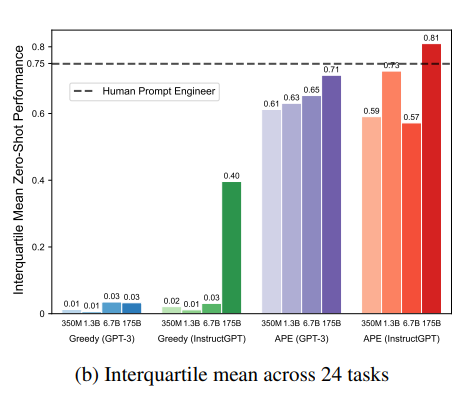 Interquartile Mean Zero-Shot Performance
0.8
0.75
0.6
0.4
0.2
0
Human Prompt Engineer
0.01 0.01 0.03 0.03
0.02 0.01 0.03 0.40
0.61 0.63 0.65 0.71
0.59 0.73 0.57 0.81
350M 1.3B 6.7B 175B 350M 1.3B 6.7B 175B 350M 1.3B 6.7B 175B 350M 1.3B 6.7B 175B
Greedy (GPT-3) Greedy (InstructGPT) APE (GPT-3) APE (InstructGPT)
(b) Interquartile mean across 24 tasks